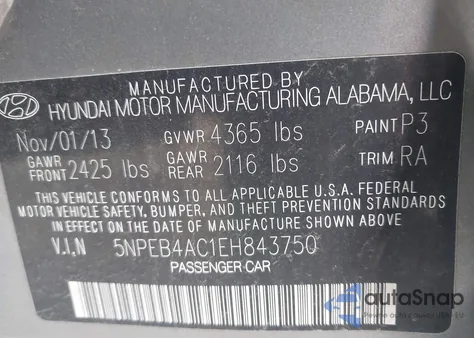 MANUFACTURED BY
HYUNDAI MOTOR MANUFACTURING ALABAMA, LLC
Nov/01/13 GVWR 4365 lbs PAINT P3
GAWR FRONT 2425 lbs GAWR REAR 2116 lbs TRIM RA
THIS VEHICLE CONFORMS TO ALL APPLICABLE U.S.A. FEDERAL
MOTOR VEHICLE SAFETY, BUMPER, AND THEFT PREVENTION STANDARDS
IN EFFECT ON THE DATE OF MANUFACTURE SHOWN ABOVE.
V.I.N 5NPEB4AC1EH843750
PASSENGER CAR
autoSnap